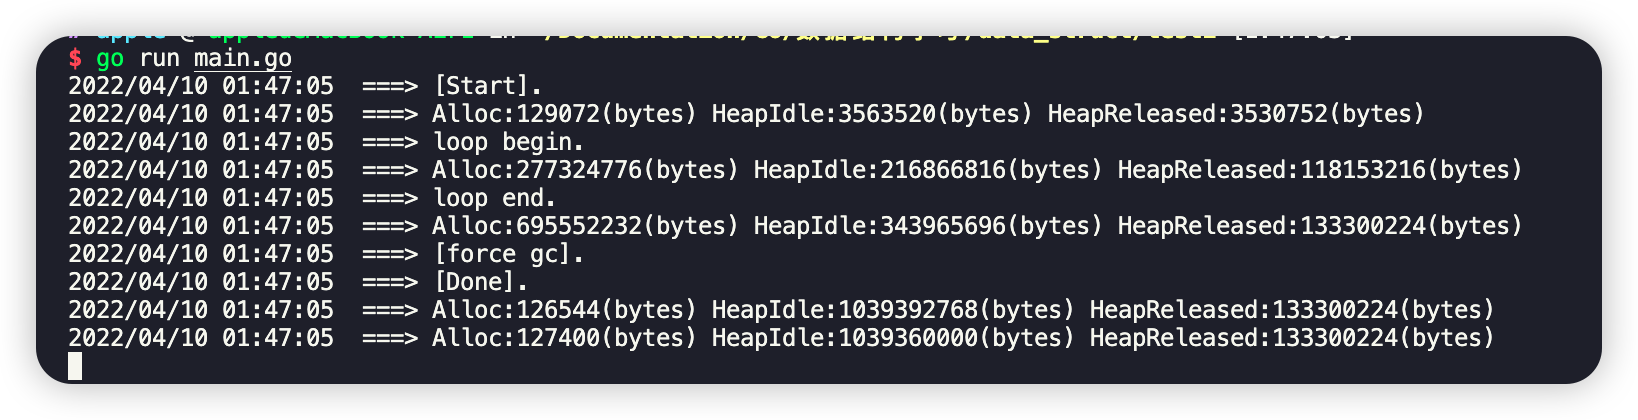 $ go run main.go
2022/04/10 01:47:05 ===> [Start].
2022/04/10 01:47:05 ===> Alloc:129072(bytes) HeapIdle:3563520(bytes) HeapReleased:3530752(bytes)
2022/04/10 01:47:05 ===> loop begin.
2022/04/10 01:47:05 ===> Alloc:277324776(bytes) HeapIdle:216866816(bytes) HeapReleased:118153216(bytes)
2022/04/10 01:47:05 ===> loop end.
2022/04/10 01:47:05 ===> Alloc:695552232(bytes) HeapIdle:343965696(bytes) HeapReleased:133300224(bytes)
2022/04/10 01:47:05 ===> [force gc].
2022/04/10 01:47:05 ===> [Done].
2022/04/10 01:47:05 ===> Alloc:126544(bytes) HeapIdle:1039392768(bytes) HeapReleased:133300224(bytes)
2022/04/10 01:47:05 ===> Alloc:127400(bytes) HeapIdle:1039360000(bytes) HeapReleased:133300224(bytes)